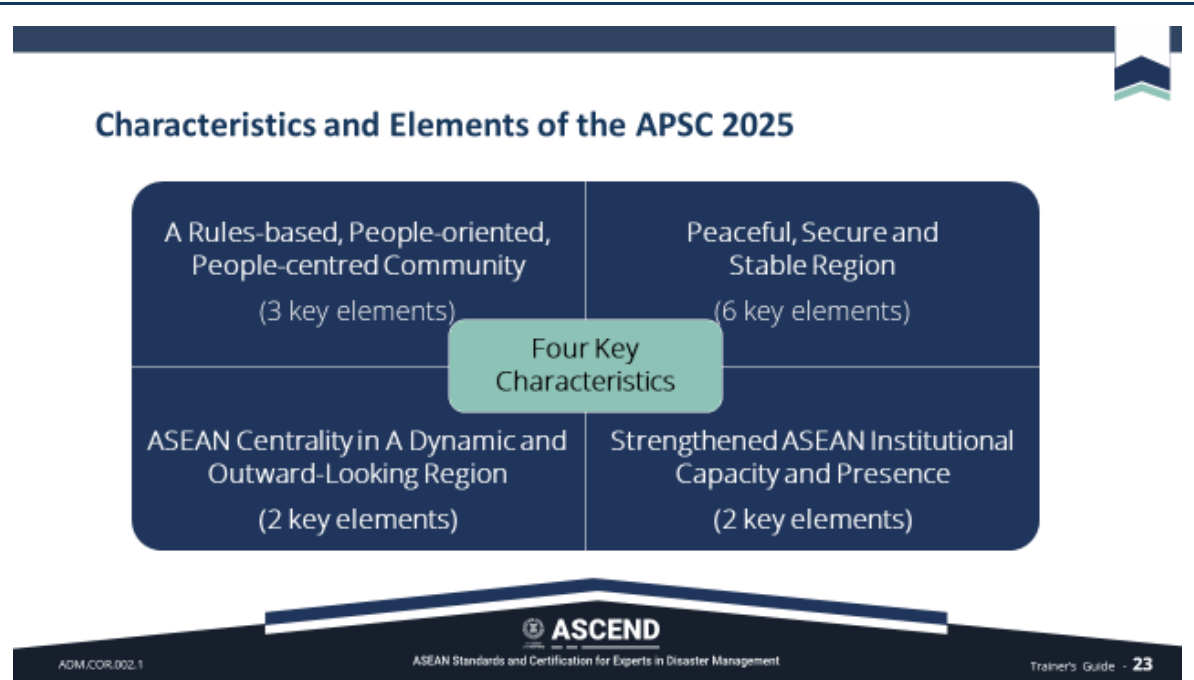 Characteristics and Elements of the APSC 2025
A Rules-based, People-oriented,
People-centred Community
(3 key elements)
Peaceful, Secure and
Stable Region
(6 key elements)
Four Key
Characteristics
ASEAN Centrality in A Dynamic and
Outward-Looking Region
(2 key elements)
Strengthened ASEAN Institutional
Capacity and Presence
(2 key elements)
ASCEND
ASEAN Standards and Certification for Experts in Disaster Management
ADM.COR.002.1
Trainer's Guide - 23